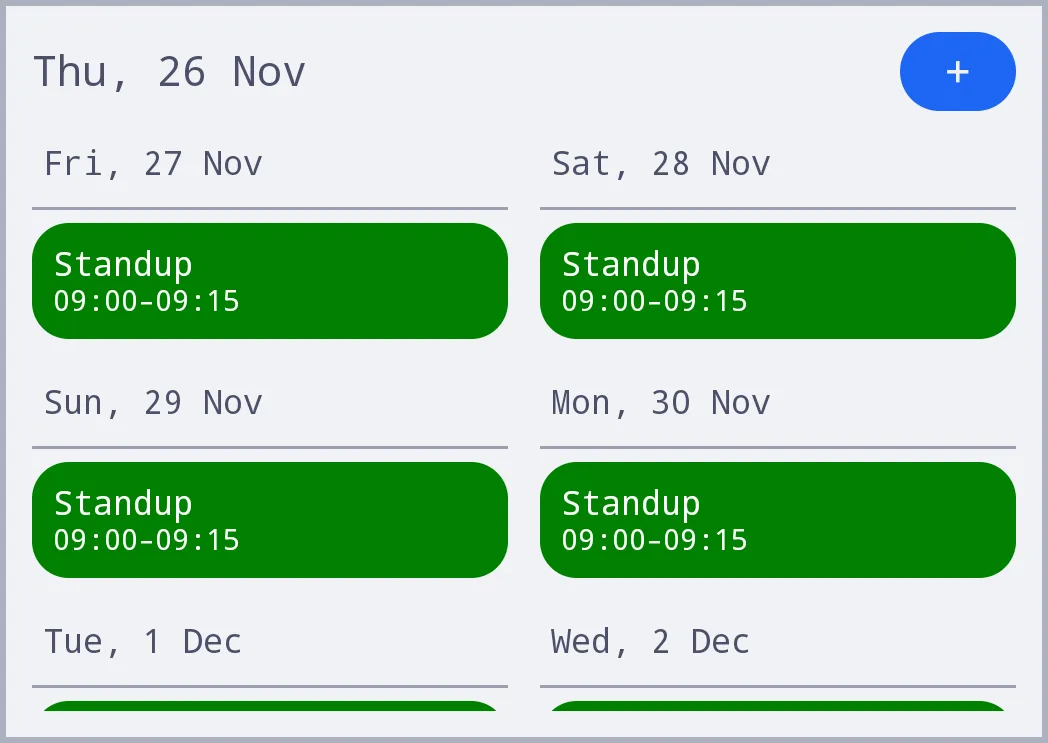 Thu, 26 Nov
+
Fri, 27 Nov
Sat, 28 Nov
Standup
09:00–09:15
Standup
09:00–09:15
Sun, 29 Nov
Mon, 30 Nov
Standup
09:00–09:15
Standup
09:00–09:15
Tue, 1 Dec
Wed, 2 Dec